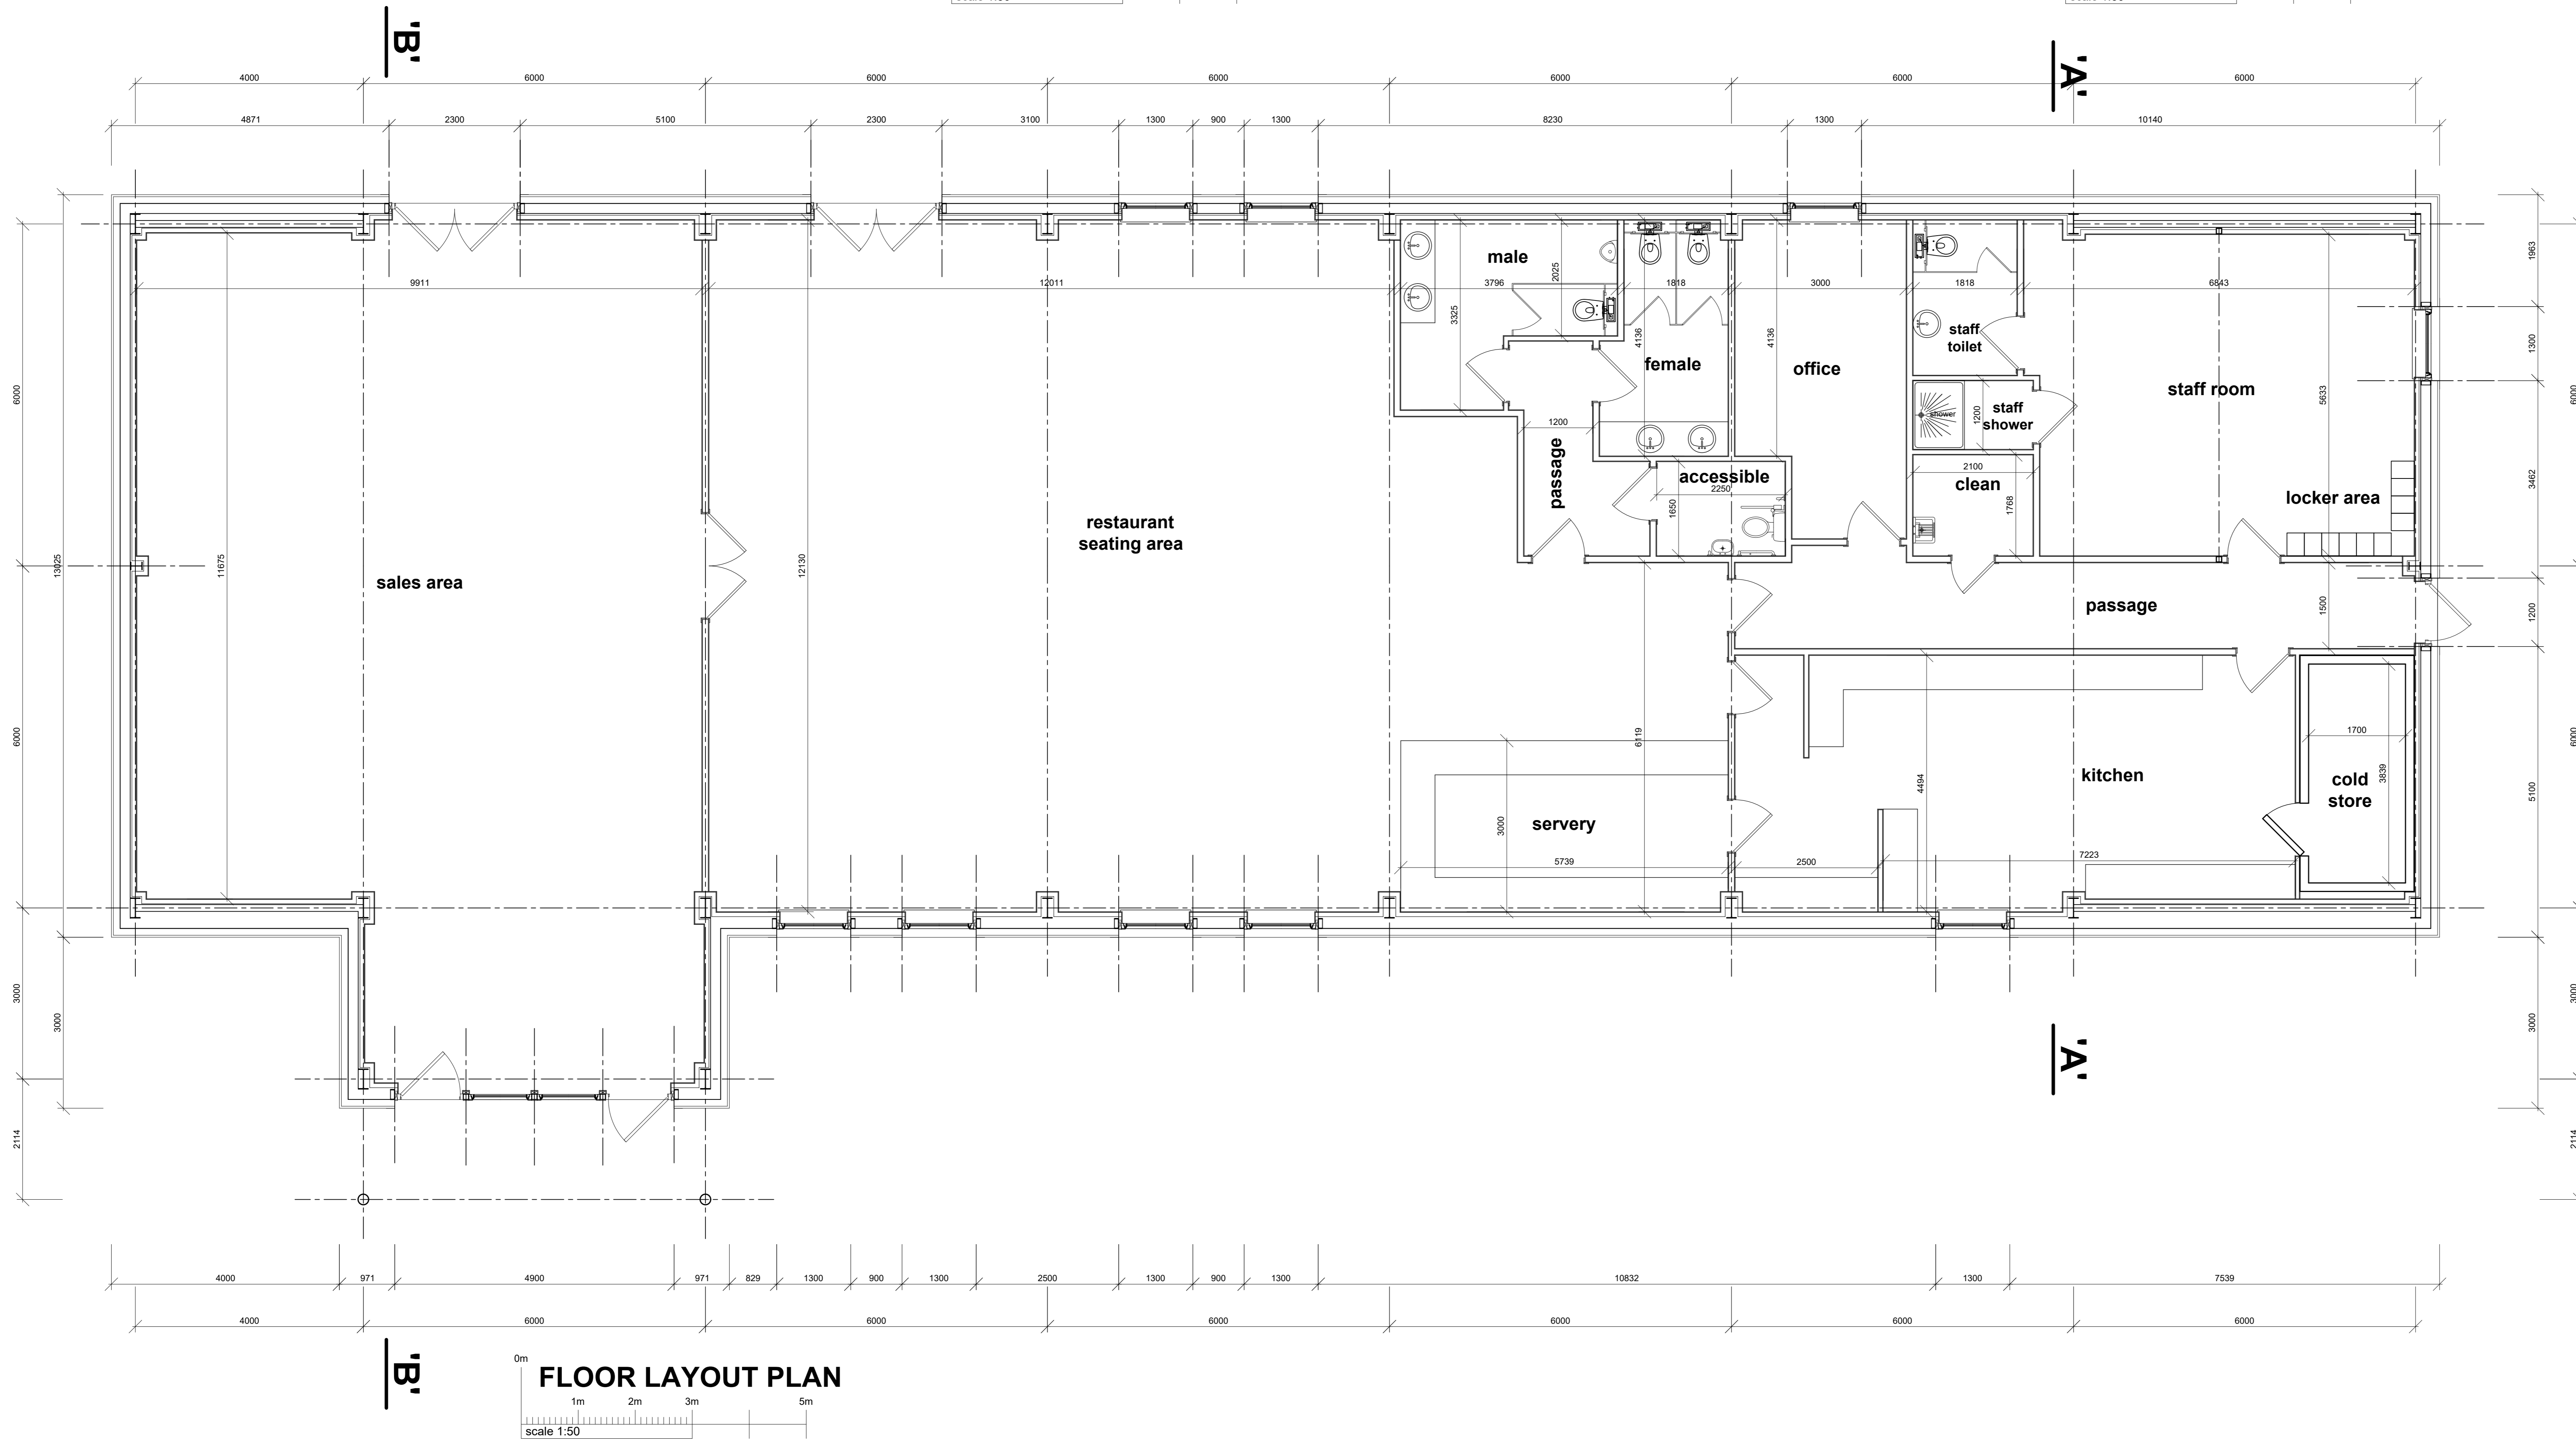 'B'
'A'
4000 6000 6000 6000 6000 6000 6000
4871 2300 5100 2300 3100 1300 900 1300 8230 1300 10140
male
2025
9911 12011 3796 1818 3000 1818 6843
3325
4136
4136
female
office
staff
toilet
staff room
5633
shower
1200
staff
shower
1200
passage
accessible
2250
1650
2100
clean
1768
locker area
restaurant
seating area
sales area
11675
12130
passage
1500
6119
4494
kitchen
1700
3839
cold
store
servery
3000
5739 2500 7223
6000
6000
3000
2114
13025
3000
1963
1300
3462
1200
5100
3000
6000
6000
3000
2114
'A'
4000 971 4900 971 829 1300 900 1300 2500 1300 900 1300 10832 1300 7539
4000 6000 6000 6000 6000 6000 6000
'B'
0m
FLOOR LAYOUT PLAN
1m 2m 3m 5m
scale 1:50